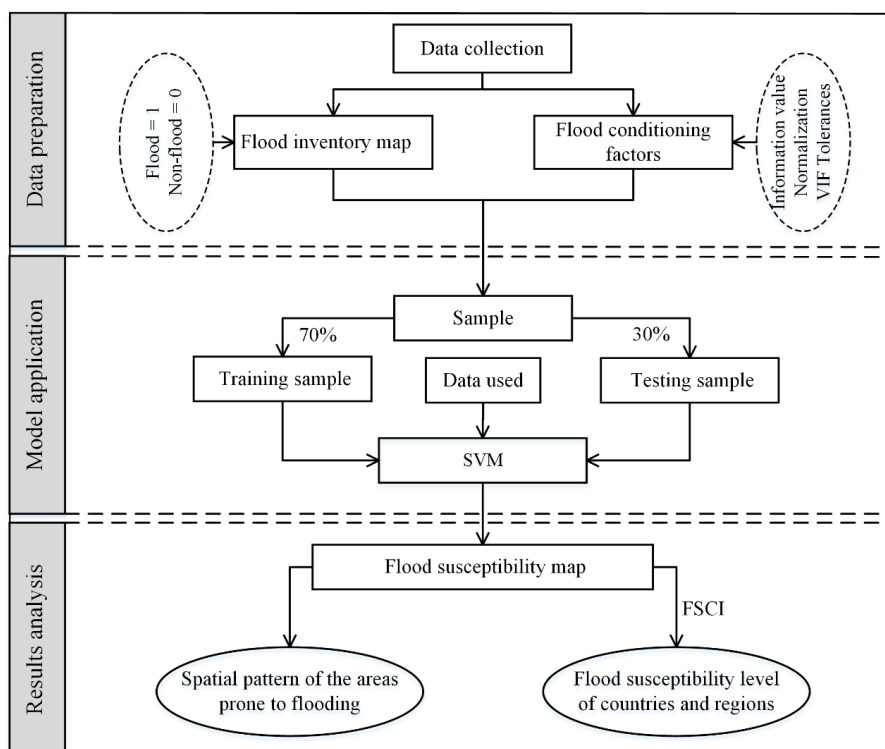 Data preparation
Data collection
Flood = 1
Non-flood = 0
Flood inventory map
Flood conditioning
factors
Information value
Normalization
VIF Tolerances
Model application
Sample
70%
30%
Training sample
Data used
Testing sample
SVM
Results analysis
Flood susceptibility map
FSCI
Spatial pattern of the areas
prone to flooding
Flood susceptibility level
of countries and regions